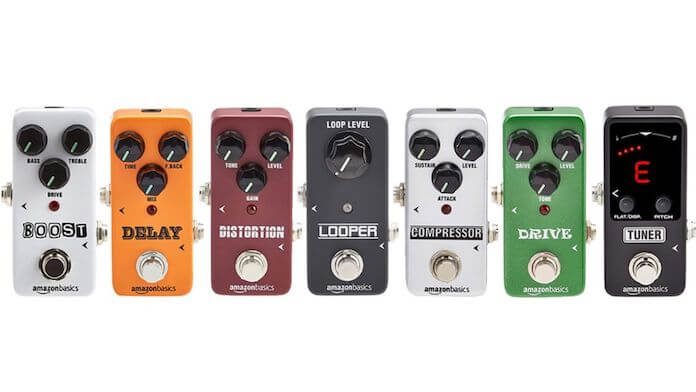 BASS TREBLE
DRIVE
BOOST
amazonbasics
TIME F.BACK
MIX
DELAY
amazonbasics
TONE LEVEL
GAIN
DISTORTION
amazonbasics
LOOP LEVEL
LOOPER
amazonbasics
SUSTAIN LEVEL
ATTACK
COMPRESSOR
amazonbasics
DRIVE LEVEL
TONE
DRIVE
amazonbasics
E
FLAT/DISP. PITCH
TUNER
amazonbasics